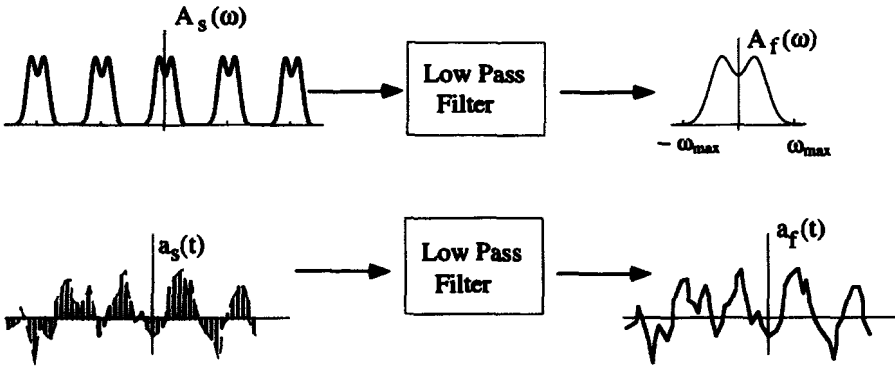 A_s(ω)
Low Pass
Filter
A_f(ω)
- ω_max
ω_max
a_s(t)
Low Pass
Filter
a_f(t)